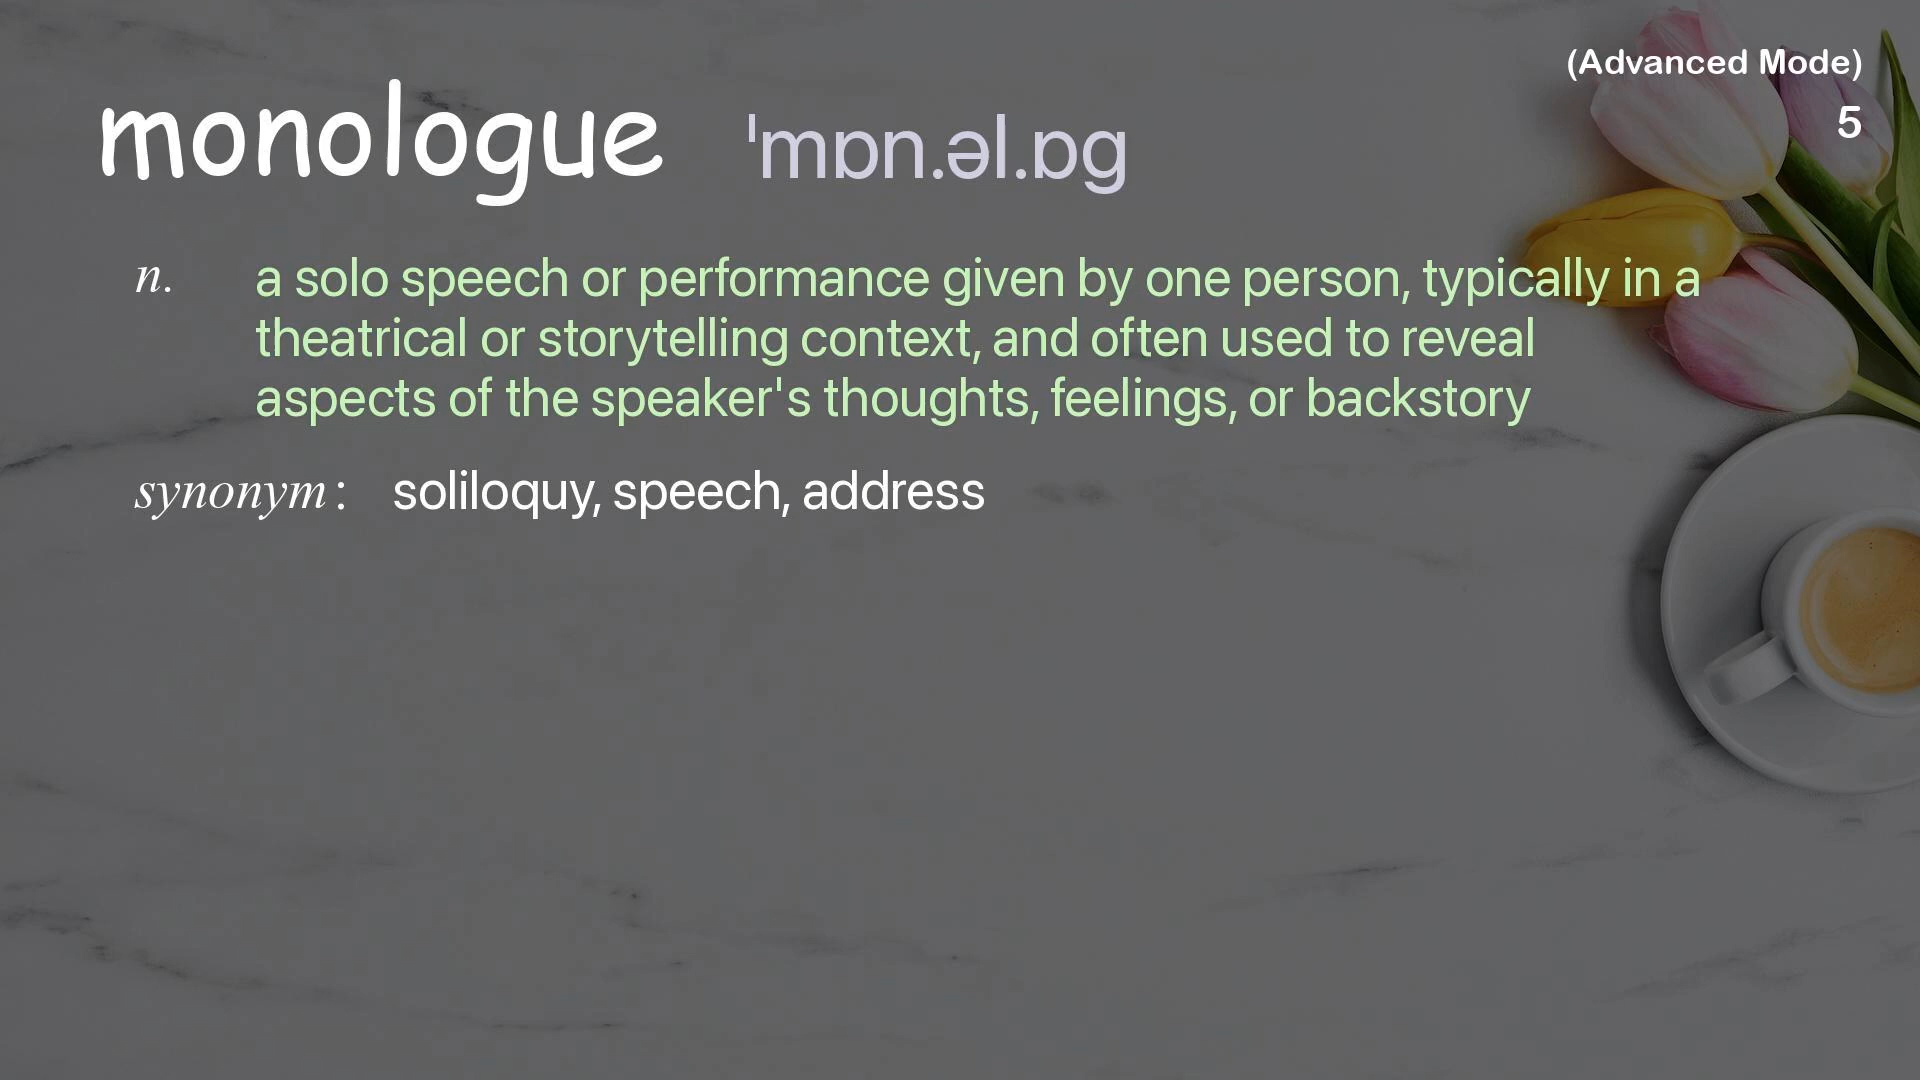 (Advanced Mode)
5
monologue ˈmɒn.əl.ɒg
n. a solo speech or performance given by one person, typically in a
theatrical or storytelling context, and often used to reveal
aspects of the speaker's thoughts, feelings, or backstory
synonym: soliloquy, speech, address